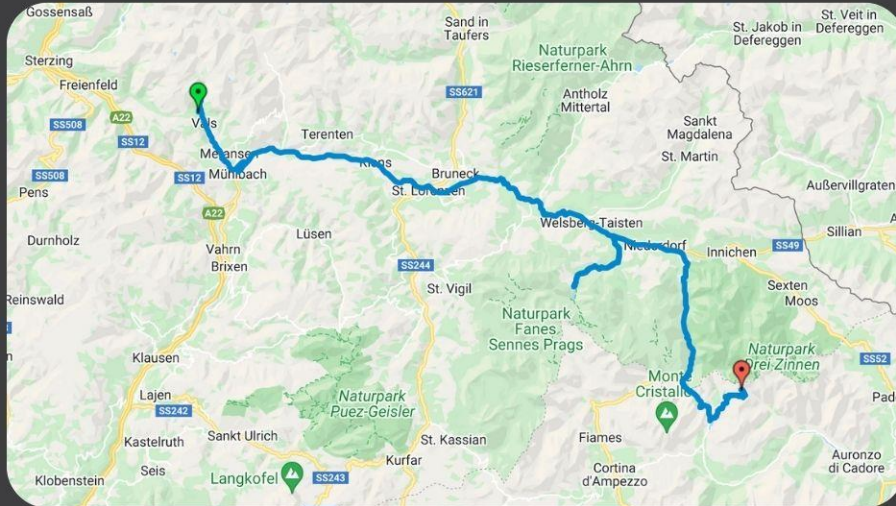 Gossensaß
Sterzing
Freienfeld
SS508
A22
SS12
Vals
Meransen
Mühlbach
SS508
SS12
Pens
A22
Durnholz
Vahrn
Brixen
Reinswald
Klausen
Lajen
SS242
Kastelruth
Seis
Klobenstein
Sankt Ulrich
Langkofel
SS243
Naturpark
Puez-Geisler
Kurfar
St. Kassian
Lüsen
Terenten
Kiens
St. Lorenzen
Bruneck
SS621
Sand in
Taufers
Naturpark
Rieserferner-Ahrn
Antholz
Mittertal
St. Jakob in
Defereggen
St. Veit in
Defereggen
Sankt
Magdalena
St. Martin
Außervillgraten
Sillian
A
SS49
Welsberg-Taisten
Niederdorf
Innichen
Sexten
Moos
SS244
St. Vigil
Naturpark
Fanes
Sennes Prags
Naturpark
Drei Zinnen
SS52
Pad
Mont
Cristallo
Fiames
Cortina
d'Ampezzo
Auronzo
di Cadore